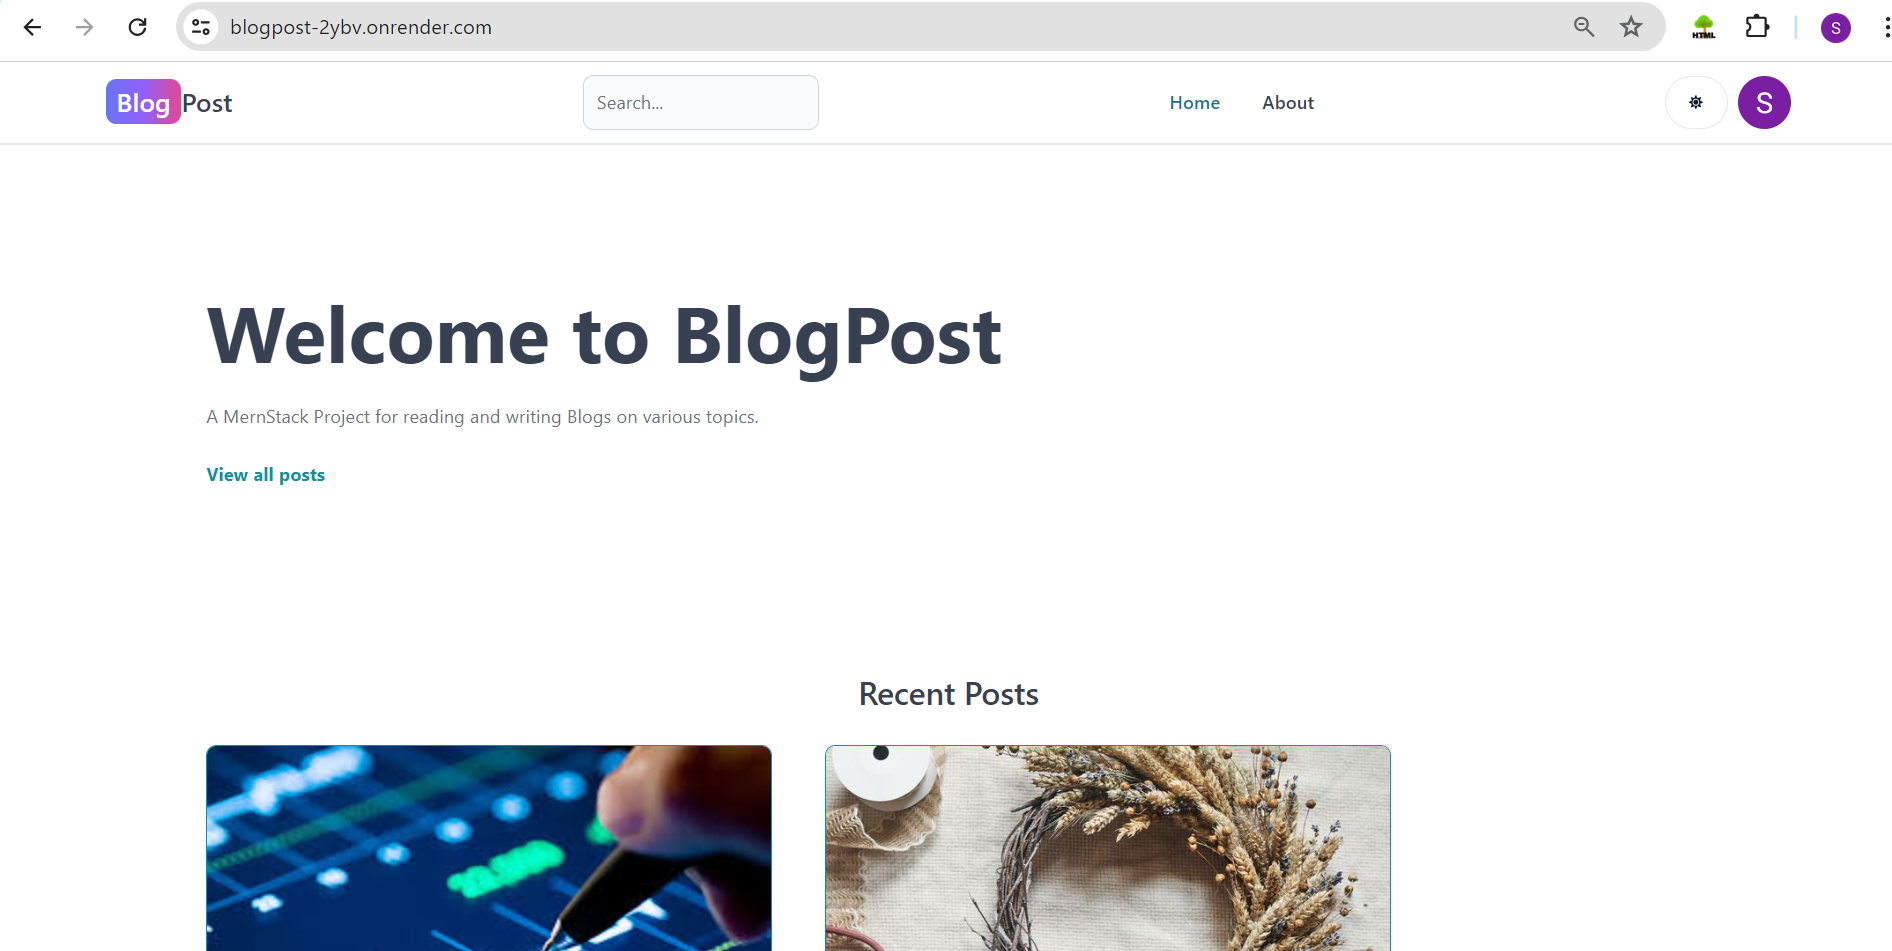 blogpost-2ybv.onrender.com
HTML
S
Blog Post
Search...
Home
About
S
Welcome to BlogPost
A MernStack Project for reading and writing Blogs on various topics.
View all posts
Recent Posts